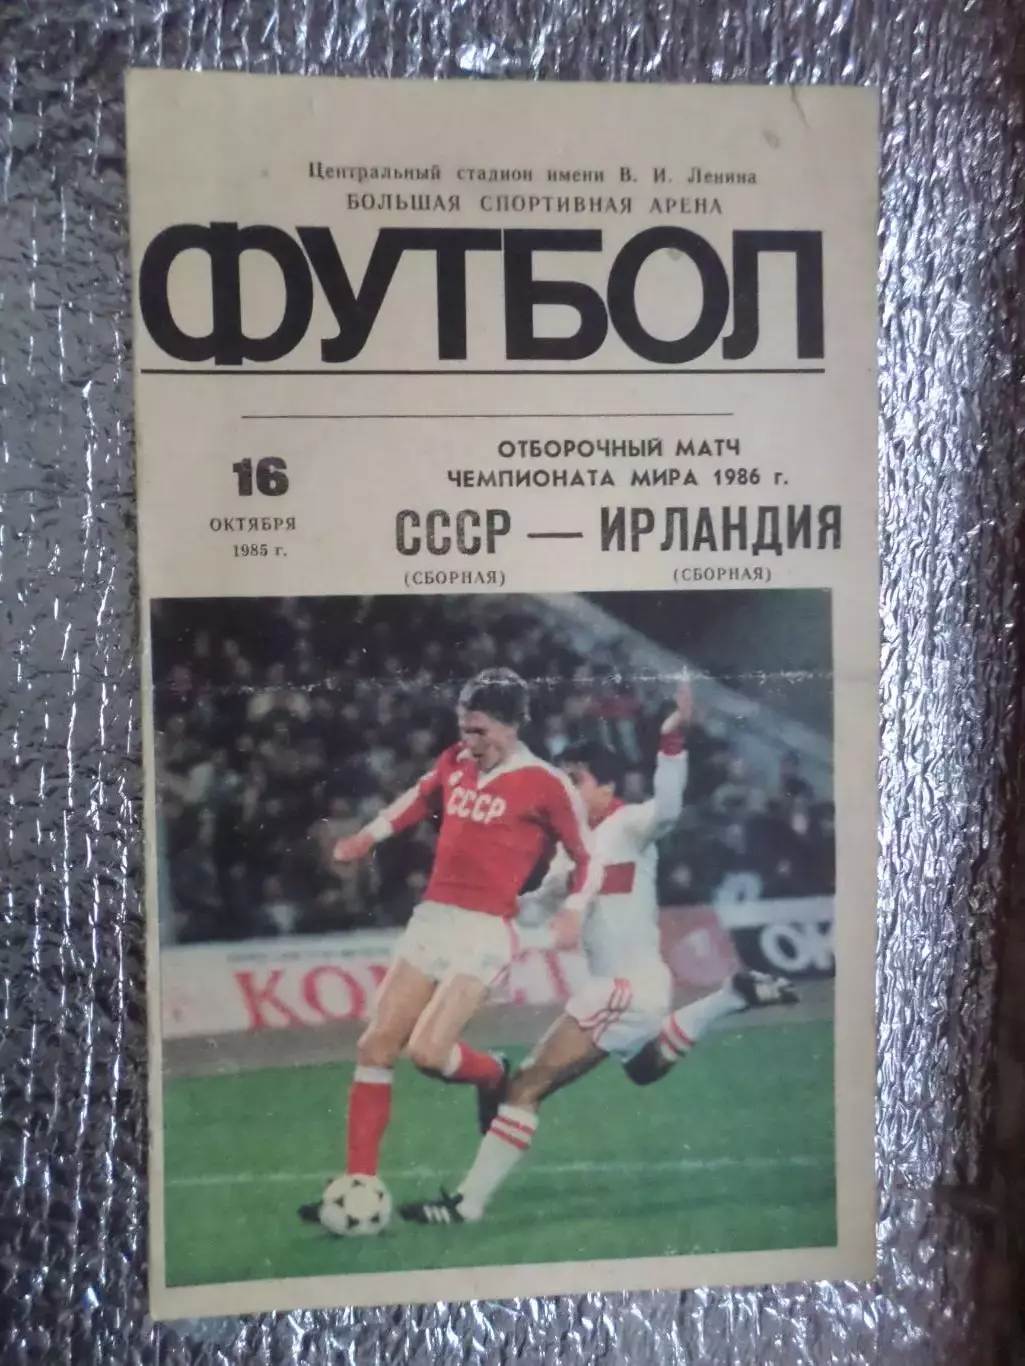 Центральный стадион имени В. И. Ленина
БОЛЬШАЯ СПОРТИВНАЯ АРЕНА
ФУТБОЛ
16
ОКТЯБРЯ
1985 г.
ОТБОРОЧНЫЙ МАТЧ
ЧЕМПИОНАТА МИРА 1986 г.
СССР — ИРЛАНДИЯ
(СБОРНАЯ) (СБОРНАЯ)
СССР